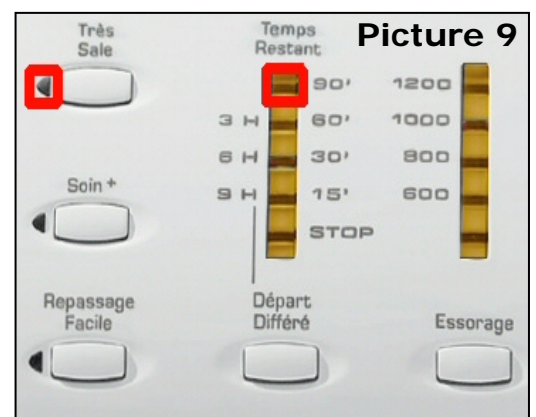 Picture 9
Très
Sale
Temps
Restant
90'
1200
3 H
60'
1000
6 H
30'
800
9 H
15'
600
STOP
Soin +
Repassage
Facile
Départ
Différé
Essorage